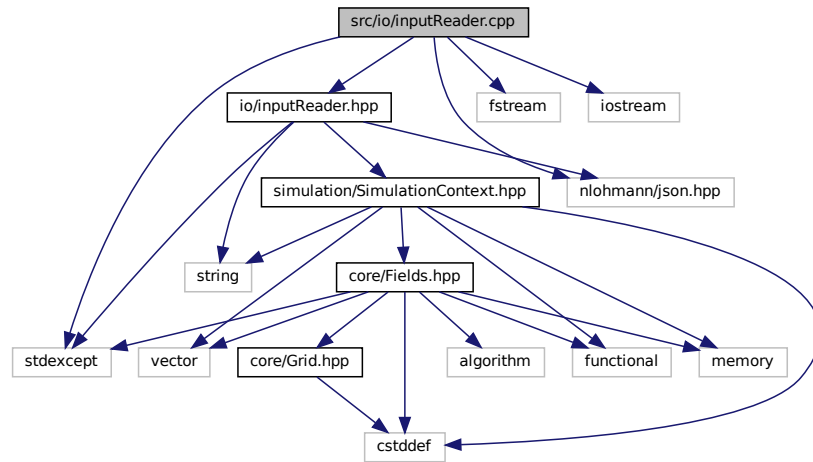 src/io/inputReader.cpp
io/inputReader.hpp
fstream
iostream
simulation/SimulationContext.hpp
nlohmann/json.hpp
string
core/Fields.hpp
stdexcept
vector
core/Grid.hpp
algorithm
functional
memory
cstddef